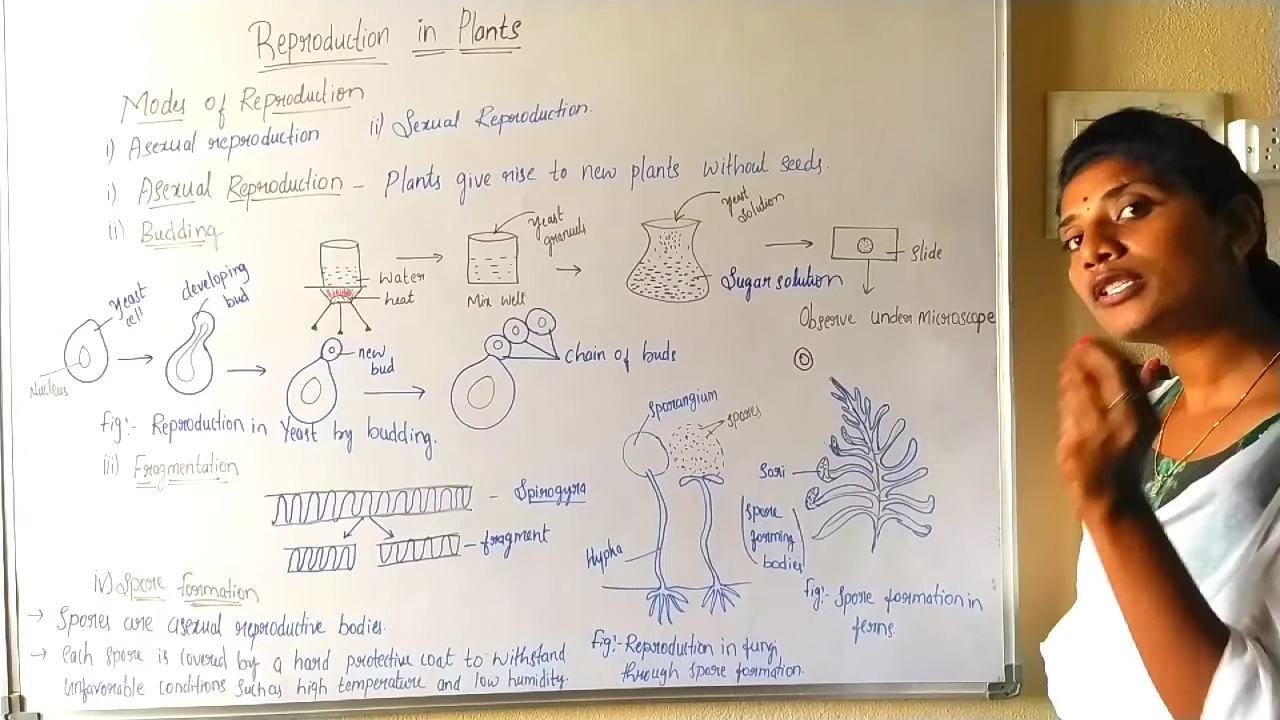 Reproduction in Plants
Modes of Reproduction
i) Asexual reproduction ii) Sexual Reproduction.
i) Asexual Reproduction - Plants give rise to new plants without seeds.
ii) Budding
Yeast cell
developing bud
Nucleus
Water
heat
Yeast granuels
Mix well
Yeast solution
Sugar solution
Slide
Observe under Microscope
new bud
chain of buds
fig:- Reproduction in Yeast by budding.
iii) Fragmentation
Spirogyra
fragment
Sporangium
spores
Hypha
Sori
(spore forming bodies)
iv) Spore formation
→ Spores are asexual reproductive bodies.
→ Each spore is covered by a hard protective coat to withstand
unfavorable conditions such as high temperature and low humidity.
fig:- Reproduction in fungi
through spore formation.
fig:- Spore formation in
ferns.